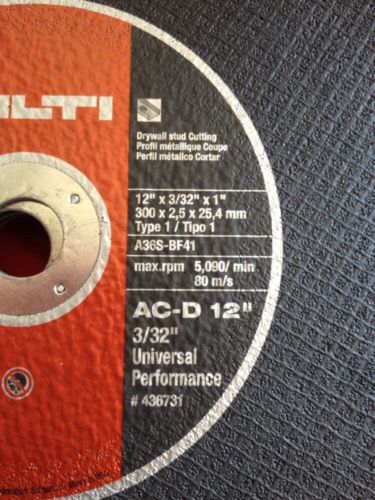 LTI
Drywall stud Cutting
Profil métallique Coupe
Perfil metálico Cortar
12" x 3/32" x 1"
300 x 2,5 x 25,4 mm
Type 1 / Tipo 1
A36S-BF41
max.rpm 5,090/ min
80 m/s
AC-D 12"
3/32"
Universal
Performance
# 436731